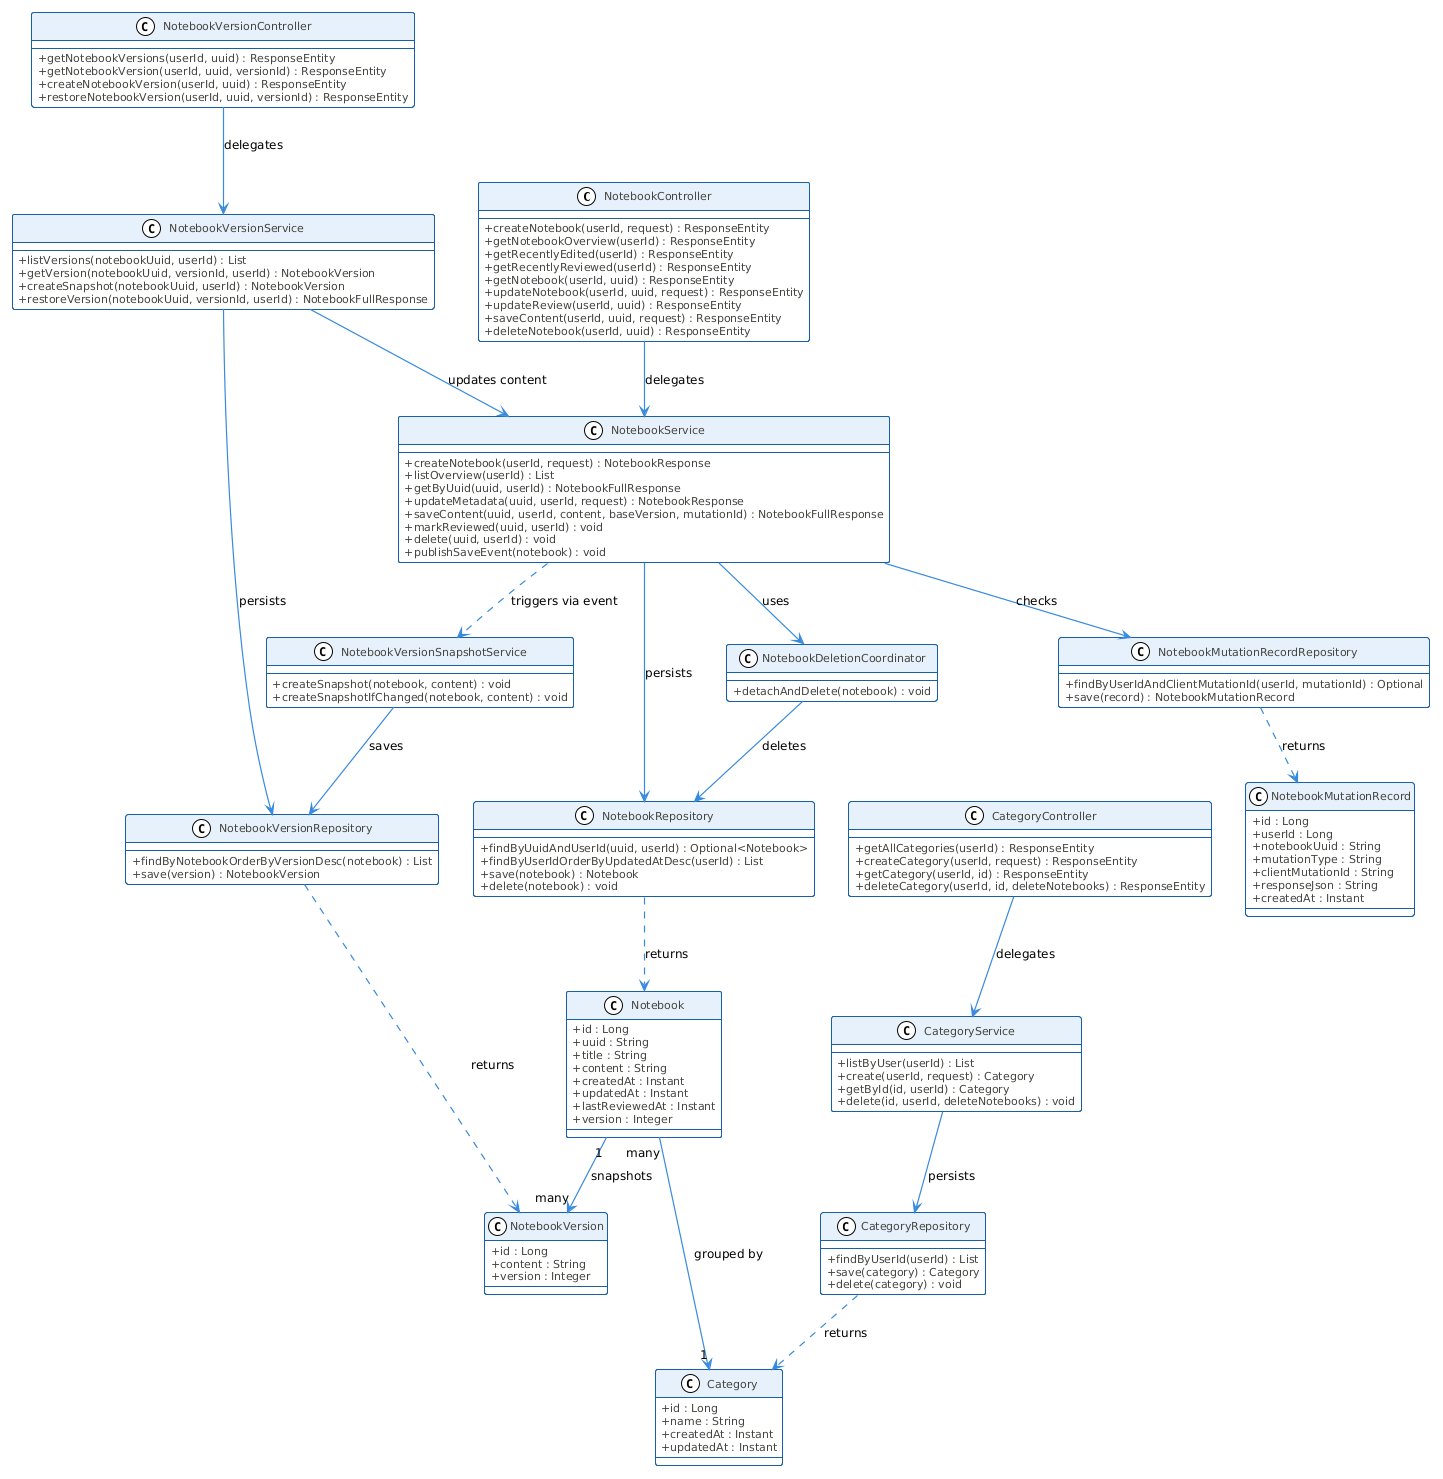 C NotebookVersionController
+getNotebookVersions(userId, uuid) : ResponseEntity
+getNotebookVersion(userId, uuid, versionId) : ResponseEntity
+createNotebookVersion(userId, uuid) : ResponseEntity
+restoreNotebookVersion(userId, uuid, versionId) : ResponseEntity
delegates
C NotebookController
+createNotebook(userId, request) : ResponseEntity
+getNotebookOverview(userId) : ResponseEntity
+getRecentlyEdited(userId) : ResponseEntity
+getRecentlyReviewed(userId) : ResponseEntity
+getNotebook(userId, uuid) : ResponseEntity
+updateNotebook(userId, uuid, request) : ResponseEntity
+updateReview(userId, uuid) : ResponseEntity
+saveContent(userId, uuid, request) : ResponseEntity
+deleteNotebook(userId, uuid) : ResponseEntity
C NotebookVersionService
+listVersions(notebookUuid, userId) : List
+getVersion(notebookUuid, versionId, userId) : NotebookVersion
+createSnapshot(notebookUuid, userId) : NotebookVersion
+restoreVersion(notebookUuid, versionId, userId) : NotebookFullResponse
updates content
delegates
C NotebookService
+createNotebook(userId, request) : NotebookResponse
+listOverview(userId) : List
+getByUuid(uuid, userId) : NotebookFullResponse
+updateMetadata(uuid, userId, request) : NotebookResponse
+saveContent(uuid, userId, content, baseVersion, mutationId) : NotebookFullResponse
+markReviewed(uuid, userId) : void
+delete(uuid, userId) : void
+publishSaveEvent(notebook) : void
persists
triggers via event
uses
checks
C NotebookVersionSnapshotService
+createSnapshot(notebook, content) : void
+createSnapshotIfChanged(notebook, content) : void
persists
C NotebookDeletionCoordinator
+detachAndDelete(notebook) : void
C NotebookMutationRecordRepository
+findByUserIdAndClientMutationId(userId, mutationId) : Optional
+save(record) : NotebookMutationRecord
saves
deletes
returns
C NotebookVersionRepository
+findByNotebookOrderByVersionDesc(notebook) : List
+save(version) : NotebookVersion
C NotebookRepository
+findByUuidAndUserId(uuid, userId) : Optional<Notebook>
+findByUserIdOrderByUpdatedAtDesc(userId) : List
+save(notebook) : Notebook
+delete(notebook) : void
C CategoryController
+getAllCategories(userId) : ResponseEntity
+createCategory(userId, request) : ResponseEntity
+getCategory(userId, id) : ResponseEntity
+deleteCategory(userId, id, deleteNotebooks) : ResponseEntity
C NotebookMutationRecord
+id : Long
+userId : Long
+notebookUuid : String
+mutationType : String
+clientMutationId : String
+responseJson : String
+createdAt : Instant
returns
delegates
C Notebook
+id : Long
+uuid : String
+title : String
+content : String
+createdAt : Instant
+updatedAt : Instant
+lastReviewedAt : Instant
+version : Integer
C CategoryService
+listByUser(userId) : List
+create(userId, request) : Category
+getById(id, userId) : Category
+delete(id, userId, deleteNotebooks) : void
returns
1
many
snapshots
many
persists
C NotebookVersion
+id : Long
+content : String
+version : Integer
grouped by
C CategoryRepository
+findByUserId(userId) : List
+save(category) : Category
+delete(category) : void
returns
1
C Category
+id : Long
+name : String
+createdAt : Instant
+updatedAt : Instant